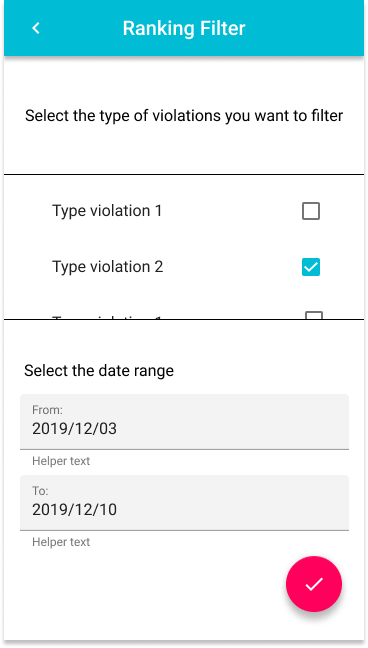 Ranking Filter
Select the type of violations you want to filter
Type violation 1
Type violation 2
Select the date range
From:
2019/12/03
Helper text
To:
2019/12/10
Helper text